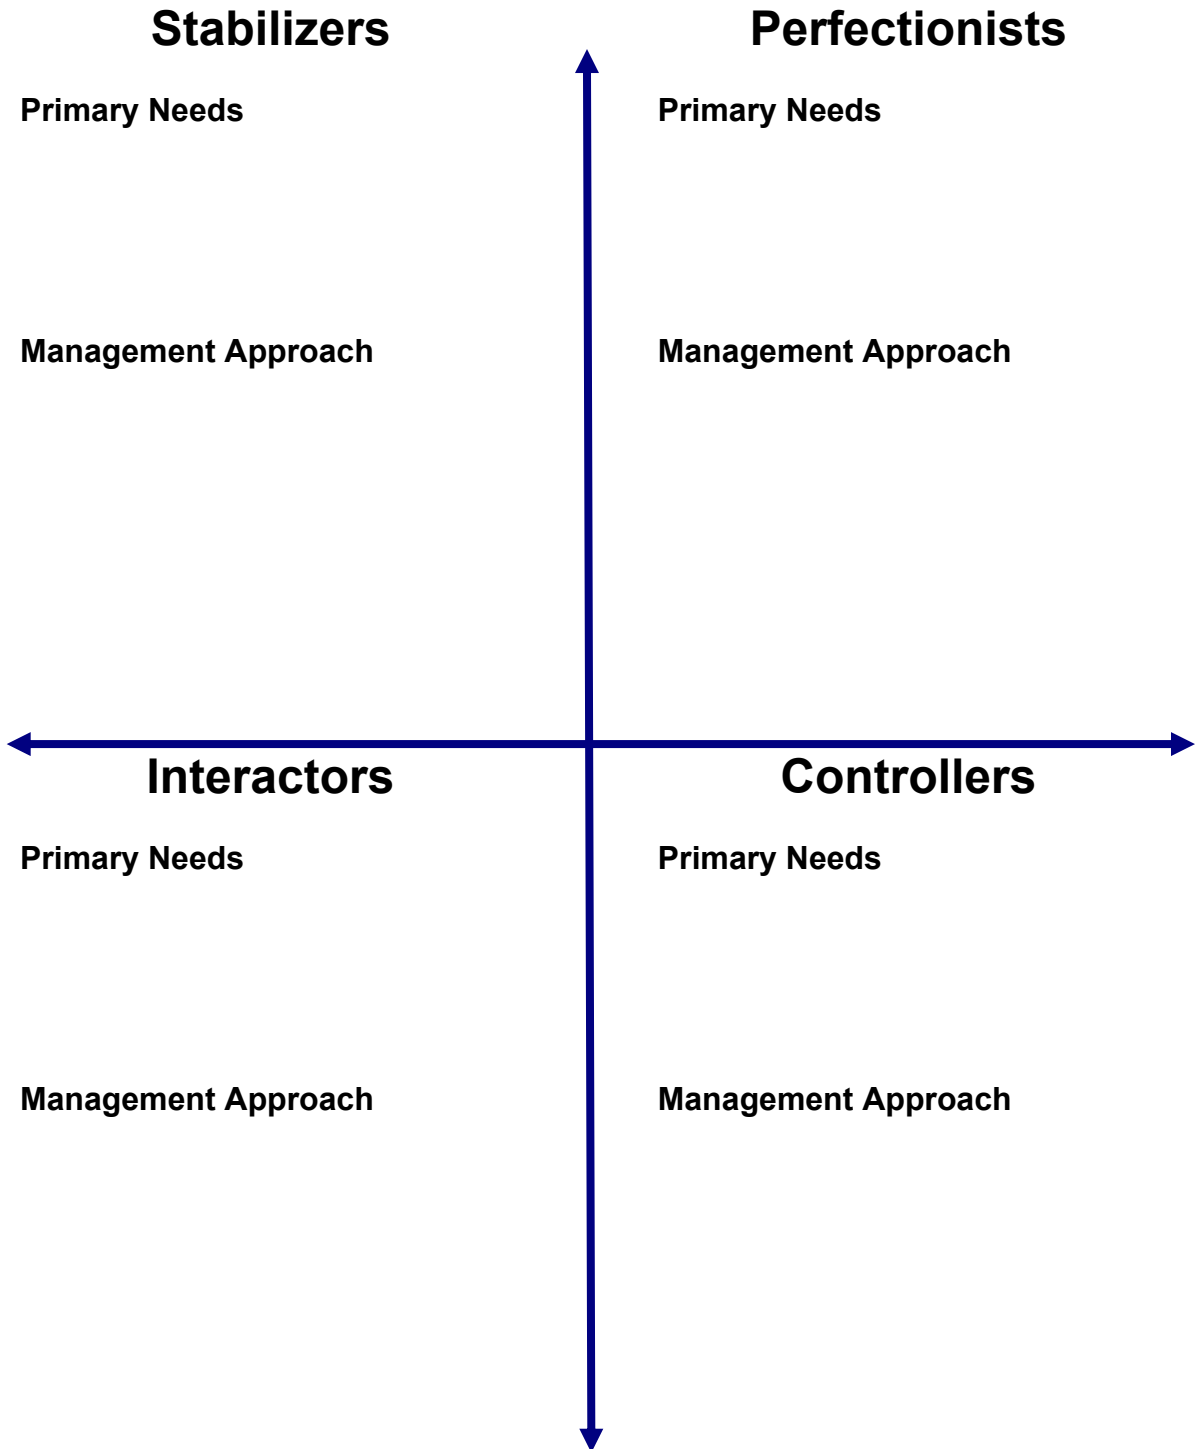 Stabilizers
Primary Needs
Management Approach
Perfectionists
Primary Needs
Management Approach
Interactors
Primary Needs
Management Approach
Controllers
Primary Needs
Management Approach